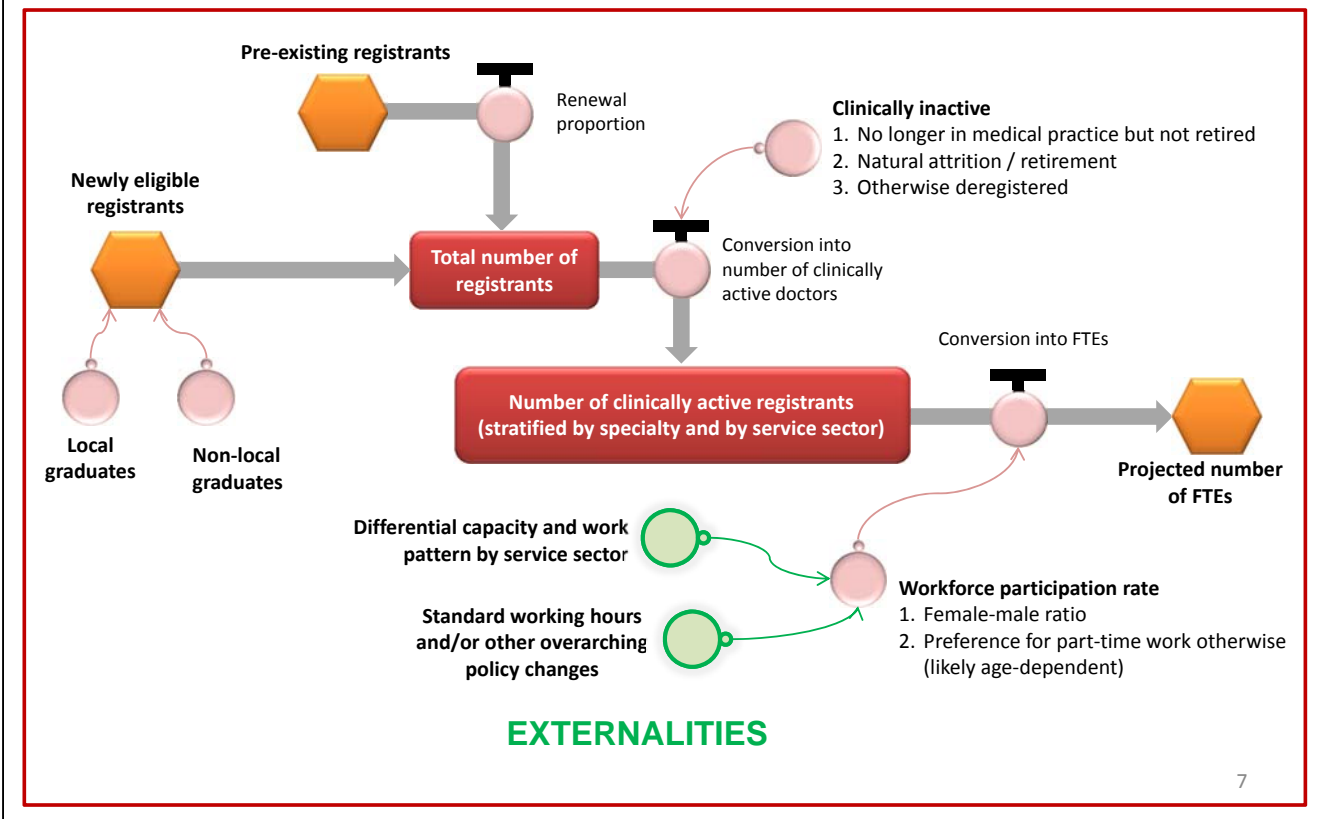 Pre-existing registrants
Renewal
proportion
Clinically inactive
1. No longer in medical practice but not retired
2. Natural attrition / retirement
3. Otherwise deregistered
Newly eligible
registrants
Total number of
registrants
Conversion into
number of clinically
active doctors
Conversion into FTEs
Number of clinically active registrants
(stratified by specialty and by service sector)
Local
graduates
Non-local
graduates
Projected number
of FTEs
Differential capacity and work
pattern by service sector
Workforce participation rate
1. Female-male ratio
2. Preference for part-time work otherwise
(likely age-dependent)
Standard working hours
and/or other overarching
policy changes
EXTERNALITIES
7